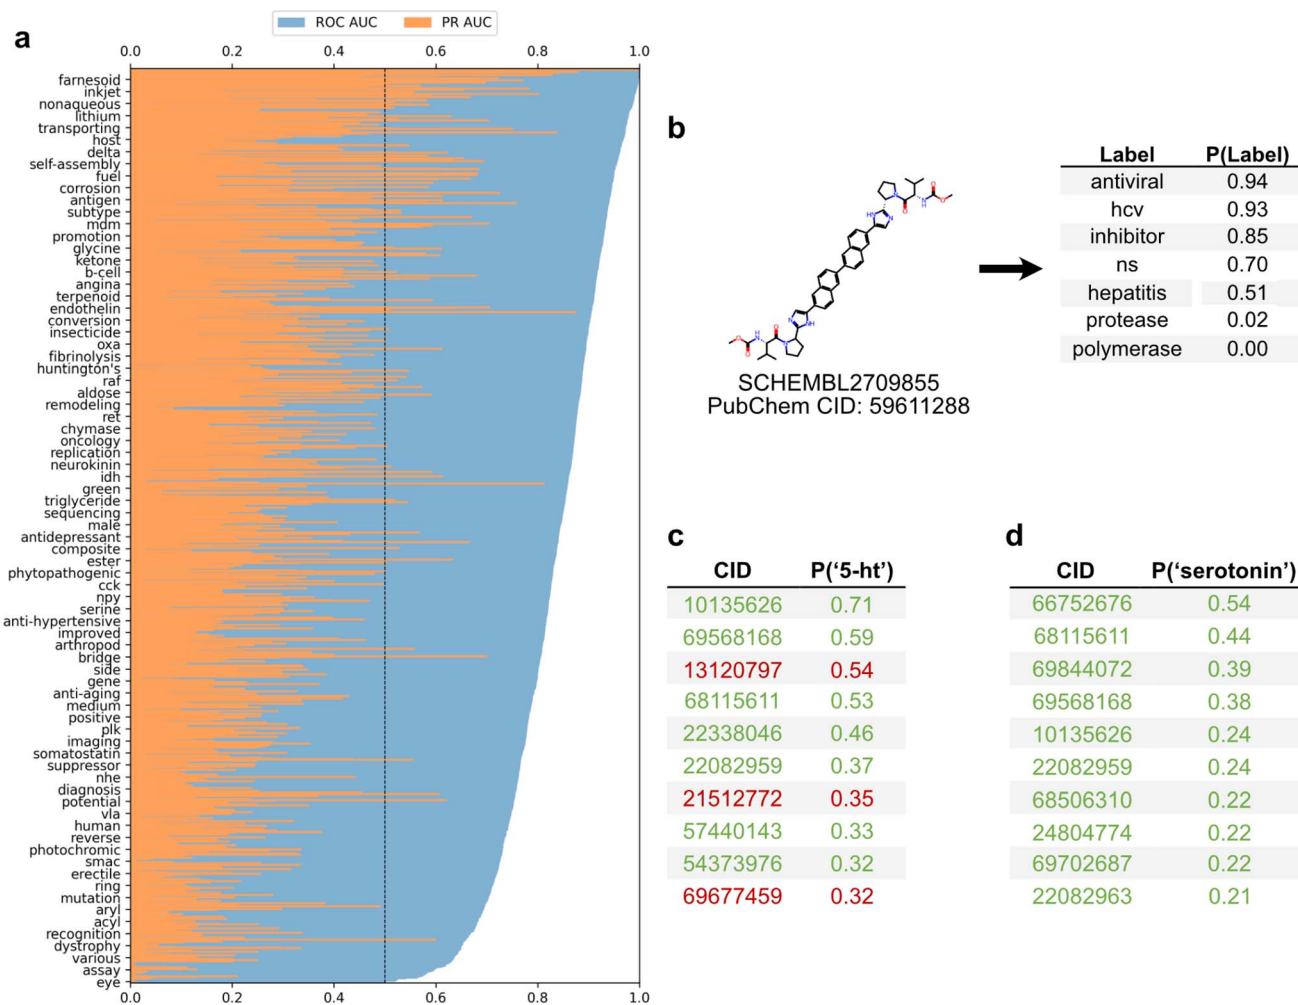 ROC AUC PR AUC
a
0.0 0.2 0.4 0.6 0.8 1.0
farnesoid
inkjet
nonaqueous
lithium
transporting
host
delta
self-assembly
fuel
corrosion
antigen
subtype
mdm
promotion
glycine
ketone
b-cell
angina
terpenoid
endothelin
conversion
insecticide
oxa
fibrinolysis
huntington's
raf
aldose
remodeling
ret
chymase
oncology
replication
neurokinin
idh
green
triglyceride
sequencing
male
antidepressant
composite
ester
phytopathogenic
cck
npy
serine
anti-hypertensive
improved
arthropod
bridge
side
gene
anti-aging
medium
positive
plk
imaging
somatostatin
suppressor
nhe
diagnosis
potential
vla
human
reverse
photochromic
smac
erectile
ring
mutation
aryl
acyl
recognition
dystrophy
various
assay
eye
0.0 0.2 0.4 0.6 0.8 1.0
b
SCHEMBL2709855
PubChem CID: 59611288
Label P(Label)
antiviral 0.94
hcv 0.93
inhibitor 0.85
ns 0.70
hepatitis 0.51
protease 0.02
polymerase 0.00
c
CID P('5-ht')
10135626 0.71
69568168 0.59
13120797 0.54
68115611 0.53
22338046 0.46
22082959 0.37
21512772 0.35
57440143 0.33
54373976 0.32
69677459 0.32
d
CID P('serotonin')
66752676 0.54
68115611 0.44
69844072 0.39
69568168 0.38
10135626 0.24
22082959 0.24
68506310 0.22
24804774 0.22
69702687 0.22
22082963 0.21